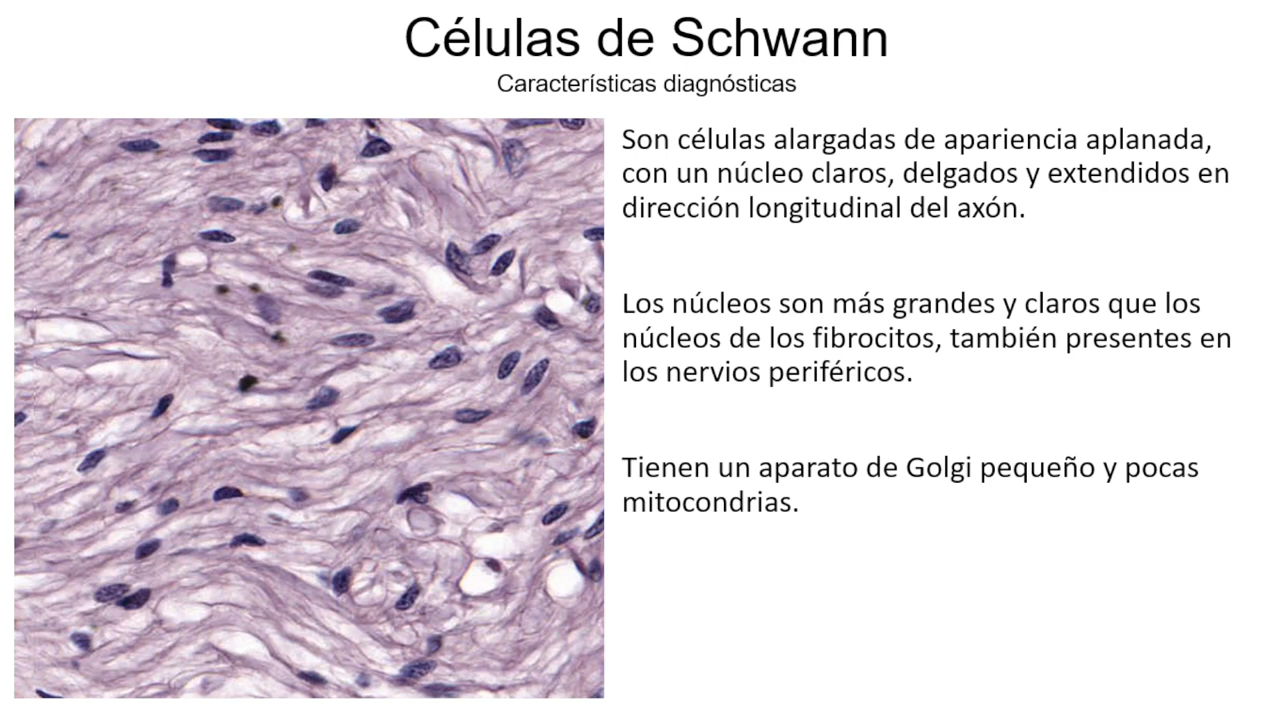 Células de Schwann
Características diagnósticas
Son células alargadas de apariencia aplanada,
con un núcleo claros, delgados y extendidos en
dirección longitudinal del axón.
Los núcleos son más grandes y claros que los
núcleos de los fibrocitos, también presentes en
los nervios periféricos.
Tienen un aparato de Golgi pequeño y pocas
mitocondrias.